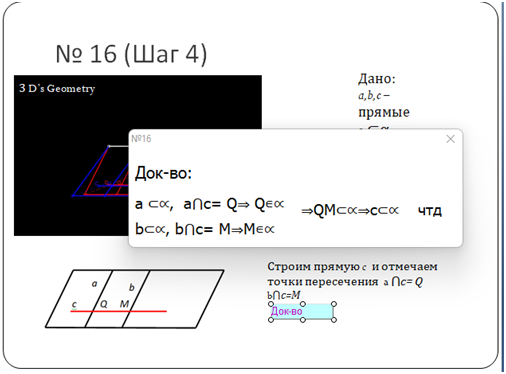 № 16 (Шаг 4)
3 D's Geometry
Дано:
a,b,c –
прямые
№16
Док-во:
a ⊂∝, a⋂c= Q⇒ Q∈∝
b⊂∝, b⋂c= M⇒M∈∝
⇒QM⊂∝⇒c⊂∝ чтд
a
b
c Q M
Строим прямую c и отмечаем
точки пересечения a ⋂c= Q
b⋂c=M
Док-во